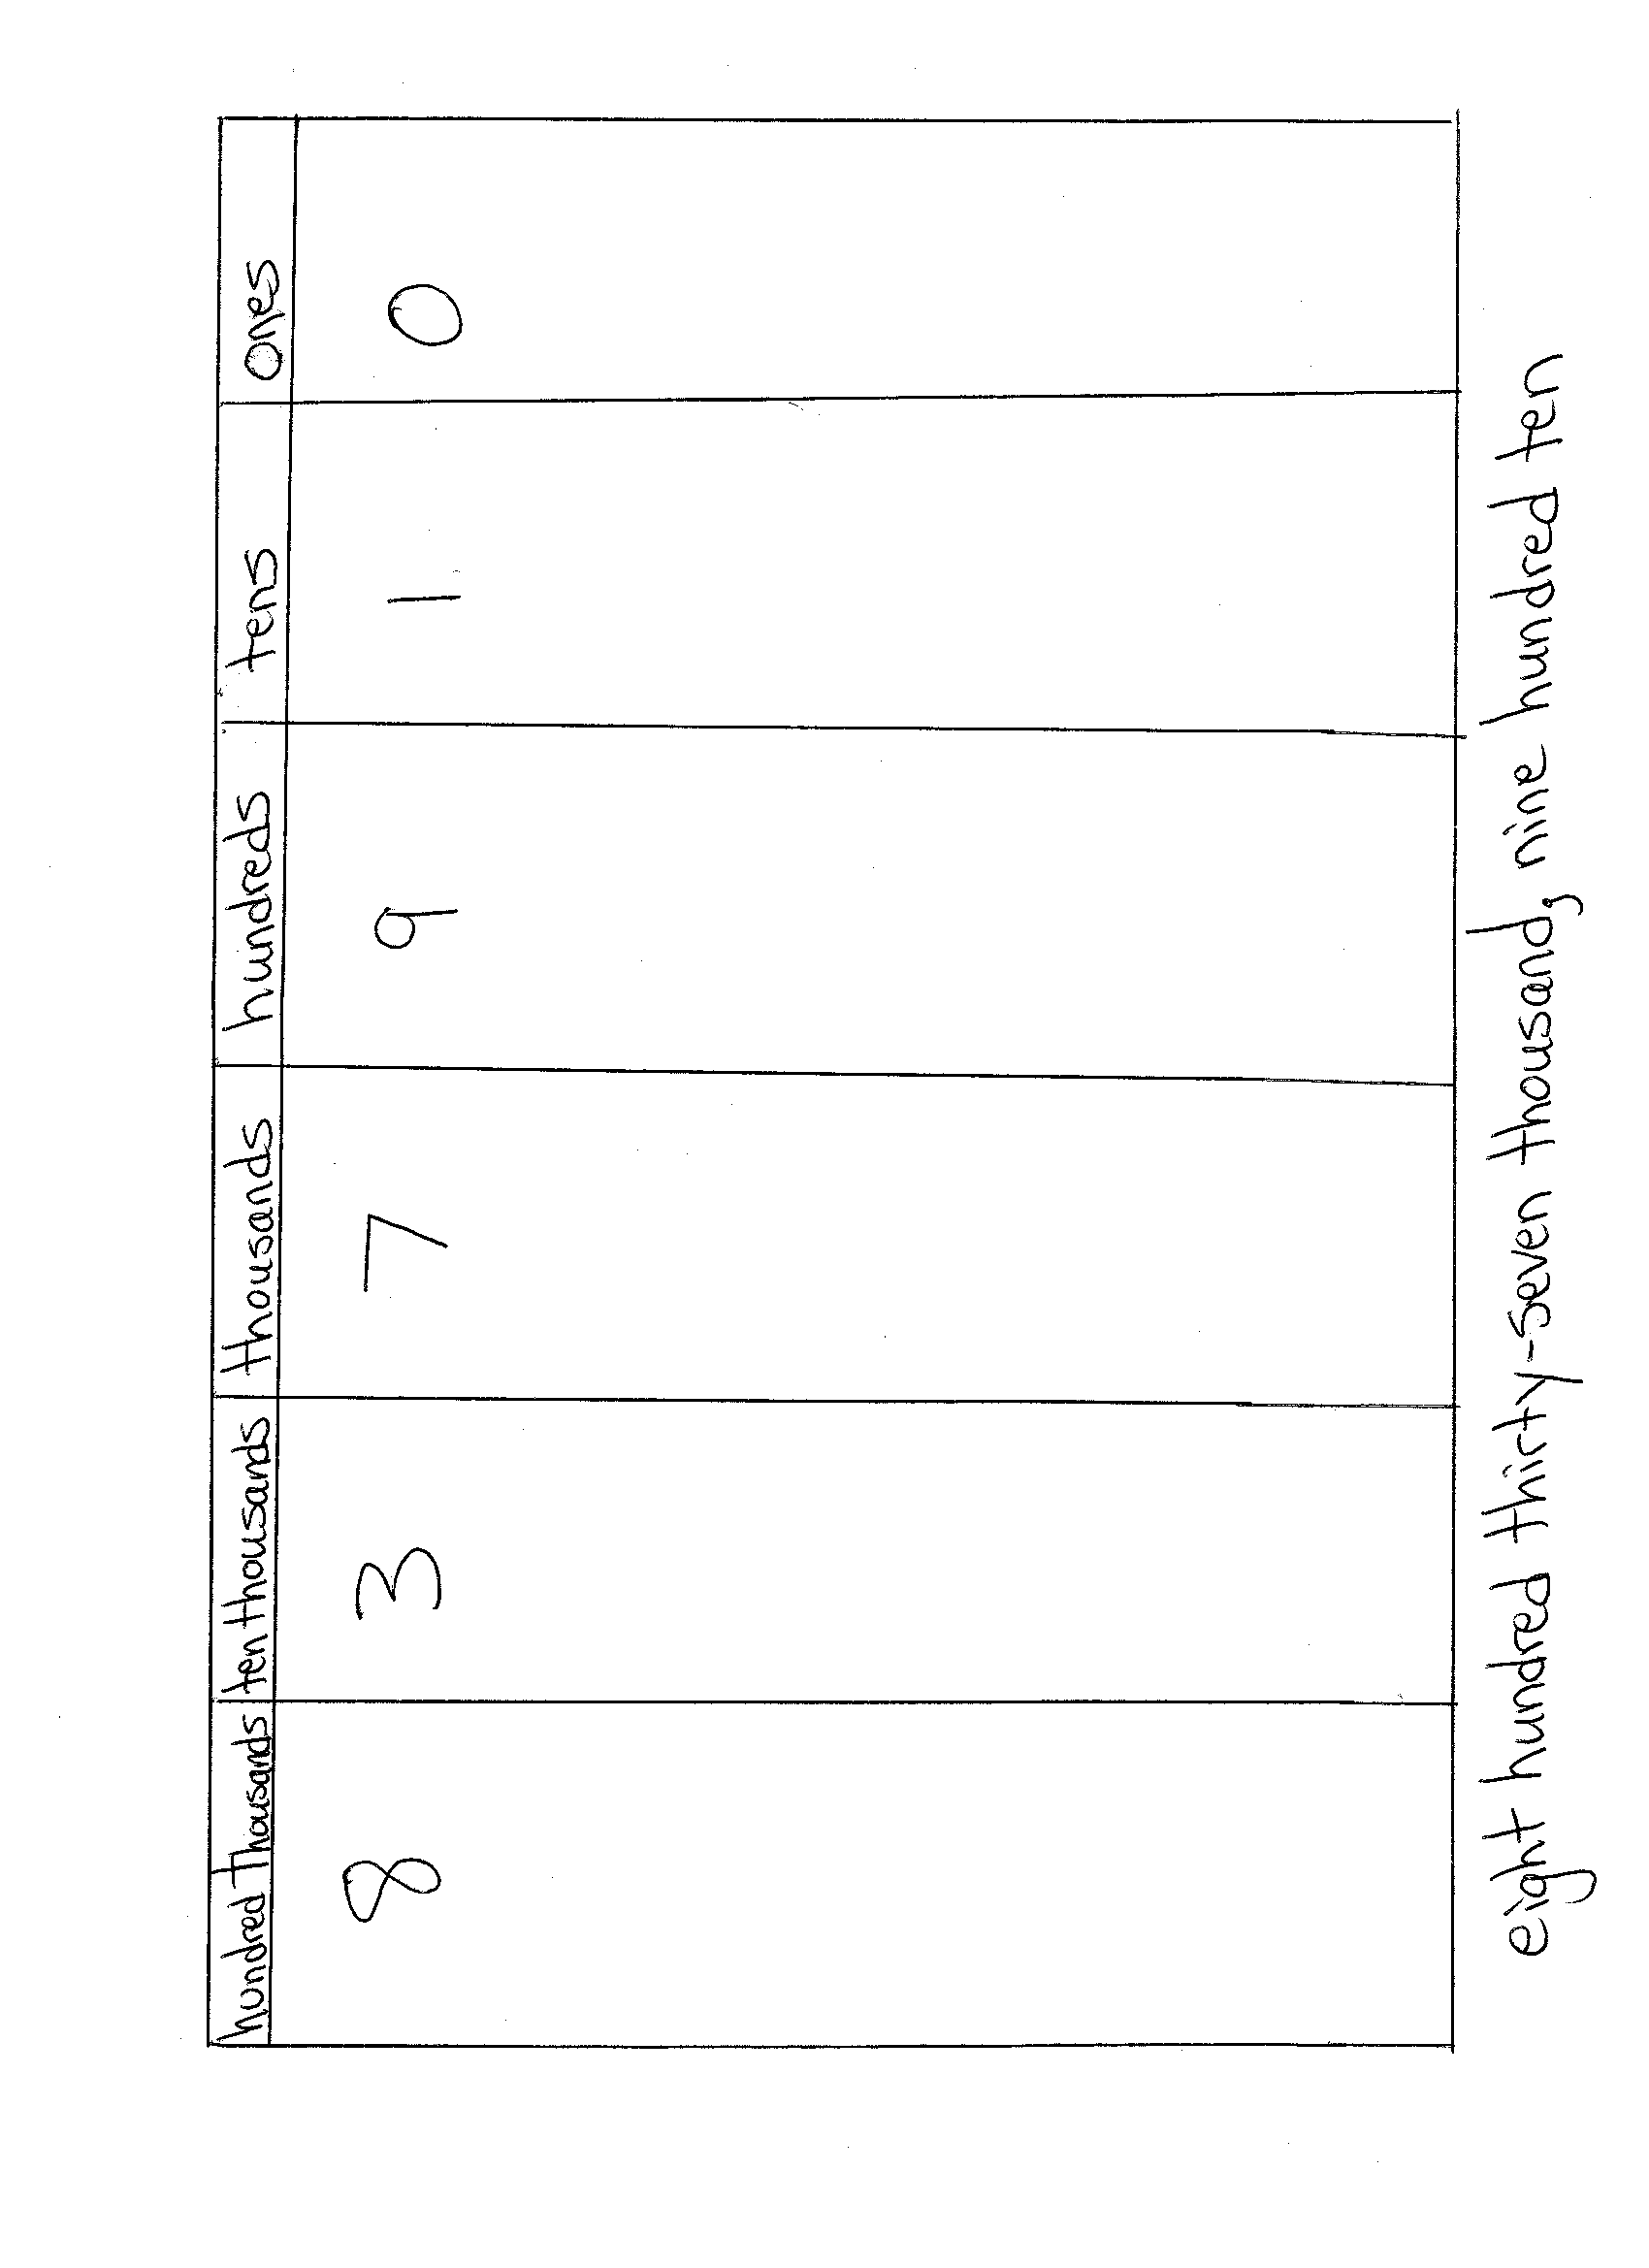 hundred thousands ten thousands thousands hundreds tens ones
8 3 7 9 1 0
eight hundred thirty-seven thousand, nine hundred ten